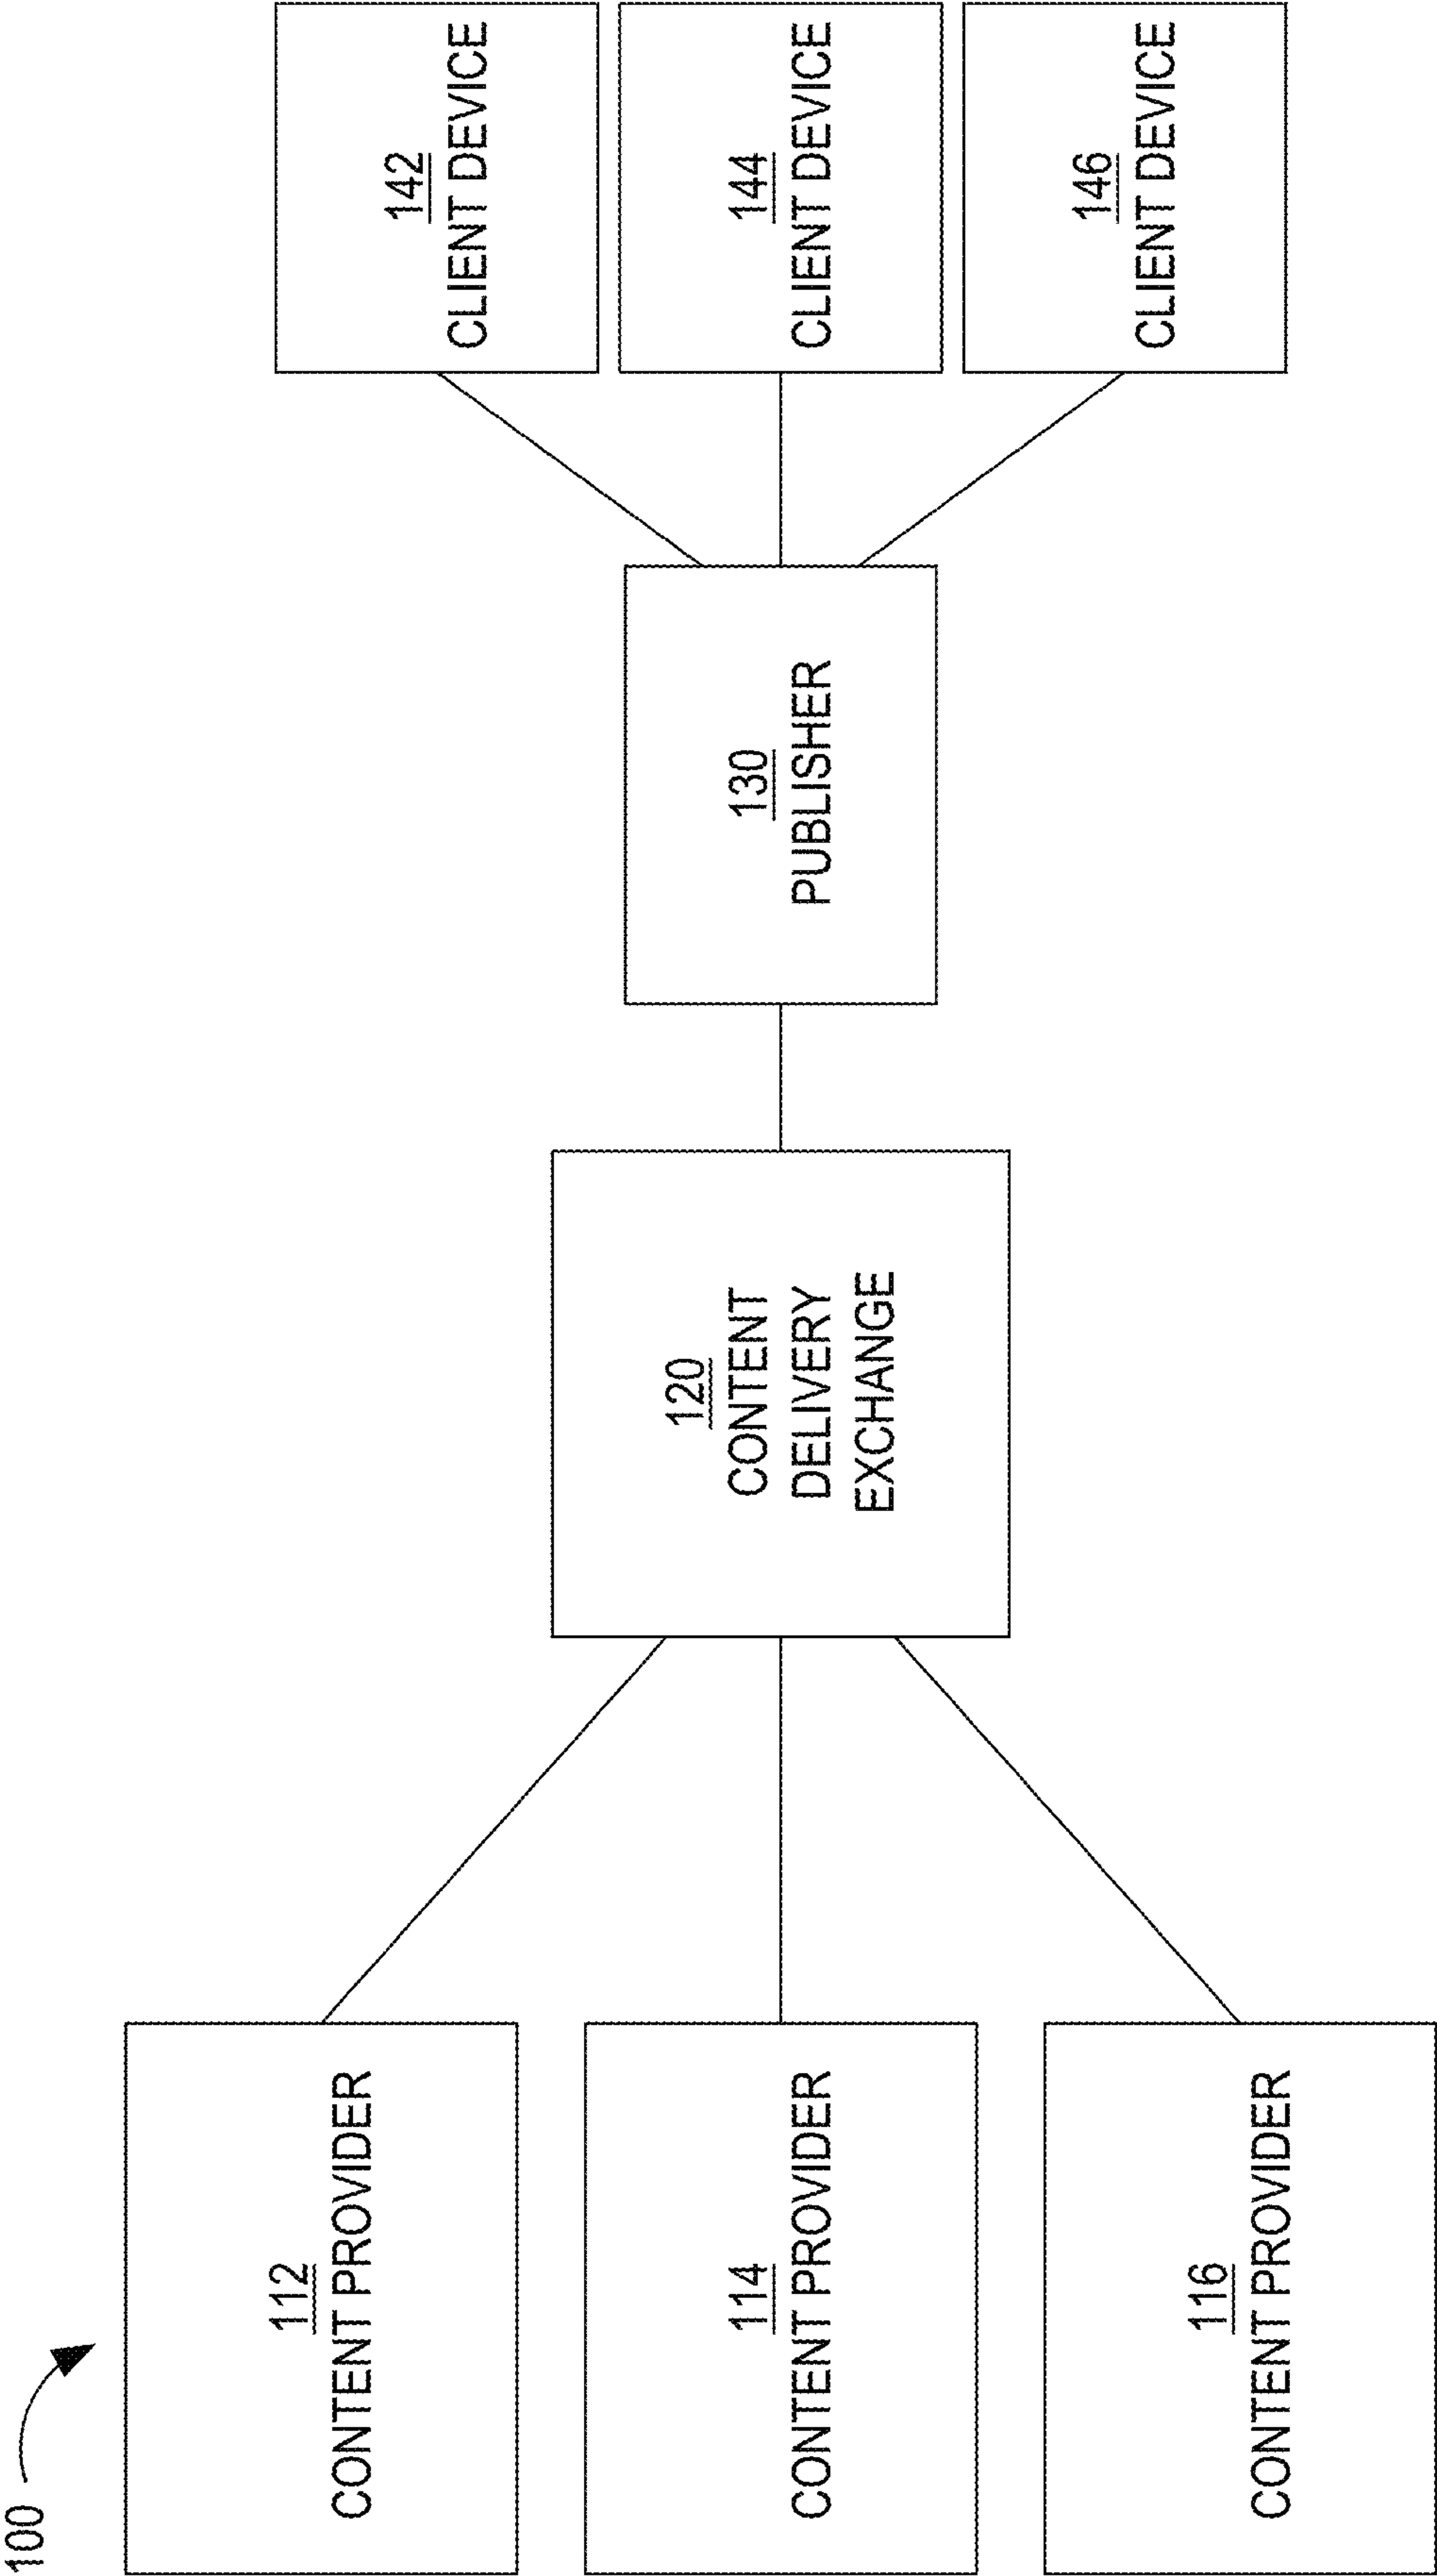 100
112
CONTENT PROVIDER
114
CONTENT PROVIDER
116
CONTENT PROVIDER
120
CONTENT
DELIVERY
EXCHANGE
130
PUBLISHER
142
CLIENT DEVICE
144
CLIENT DEVICE
146
CLIENT DEVICE